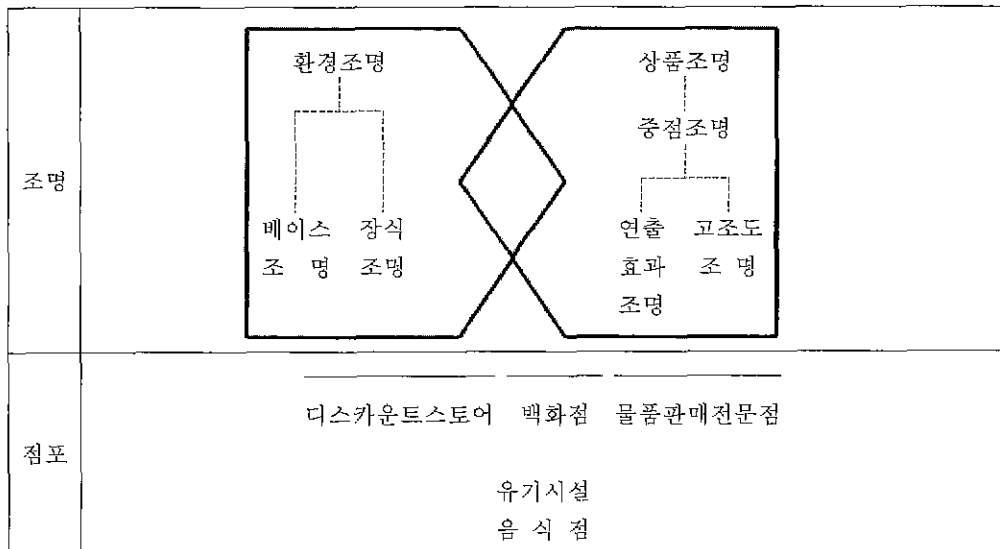 조명
환경조명
베이스 장식
조 명 조명
상품조명
중점조명
연출 고조도
효과 조 명
조명
점포
디스카운트스토어 백화점 물품판매전문점
유기시설
음 식 점